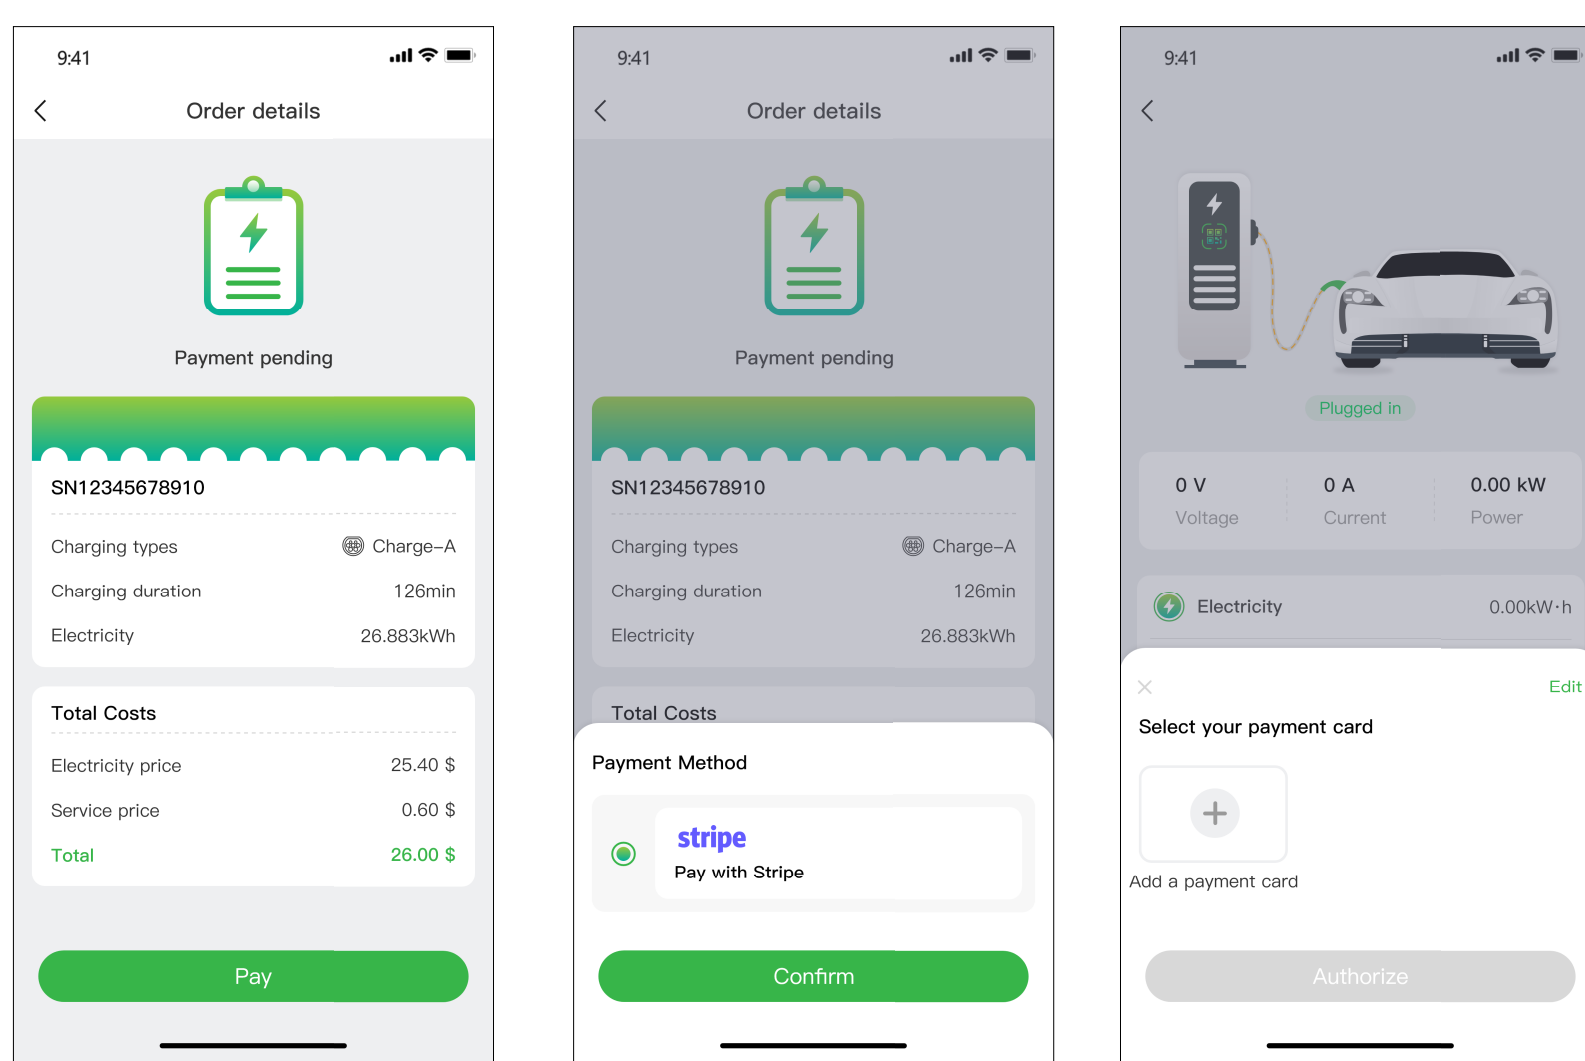 9:41
Order details
Payment pending
SN12345678910
Charging types Charge-A
Charging duration 126min
Electricity 26.883kWh
Total Costs
Electricity price 25.40 $
Service price 0.60 $
Total 26.00 $
Pay
9:41
Order details
Payment pending
SN12345678910
Charging types Charge-A
Charging duration 126min
Electricity 26.883kWh
Total Costs
Payment Method
stripe
Pay with Stripe
Confirm
9:41
Plugged in
0 V 0 A 0.00 kW
Voltage Current Power
Electricity 0.00kW·h
Edit
Select your payment card
Add a payment card
Authorize